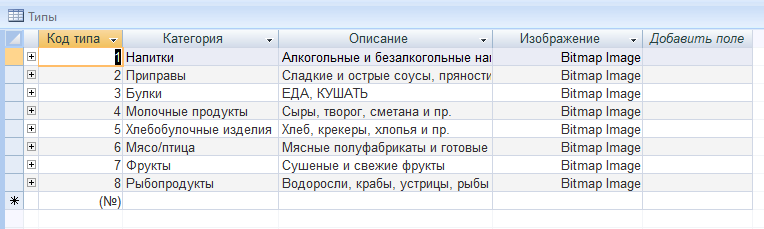 Типы
Код типа Категория Описание Изображение Добавить поле
1 Напитки Алкогольные и безалкогольные нап Bitmap Image
2 Приправы Сладкие и острые соусы, пряности Bitmap Image
3 Булки ЕДА, КУШАТЬ Bitmap Image
4 Молочные продукты Сыры, творог, сметана и пр. Bitmap Image
5 Хлебобулочные изделия Хлеб, крекеры, хлопья и пр. Bitmap Image
6 Мясо/птица Мясные полуфабрикаты и готовые Bitmap Image
7 Фрукты Сушеные и свежие фрукты Bitmap Image
8 Рыбопродукты Водоросли, крабы, устрицы, рыбы Bitmap Image
(№)